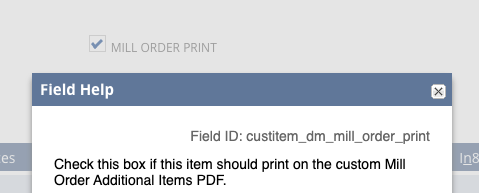 MILL ORDER PRINT
Field Help
Field ID: custitem_dm_mill_order_print
Check this box if this item should print on the custom Mill
Order Additional Items PDF.